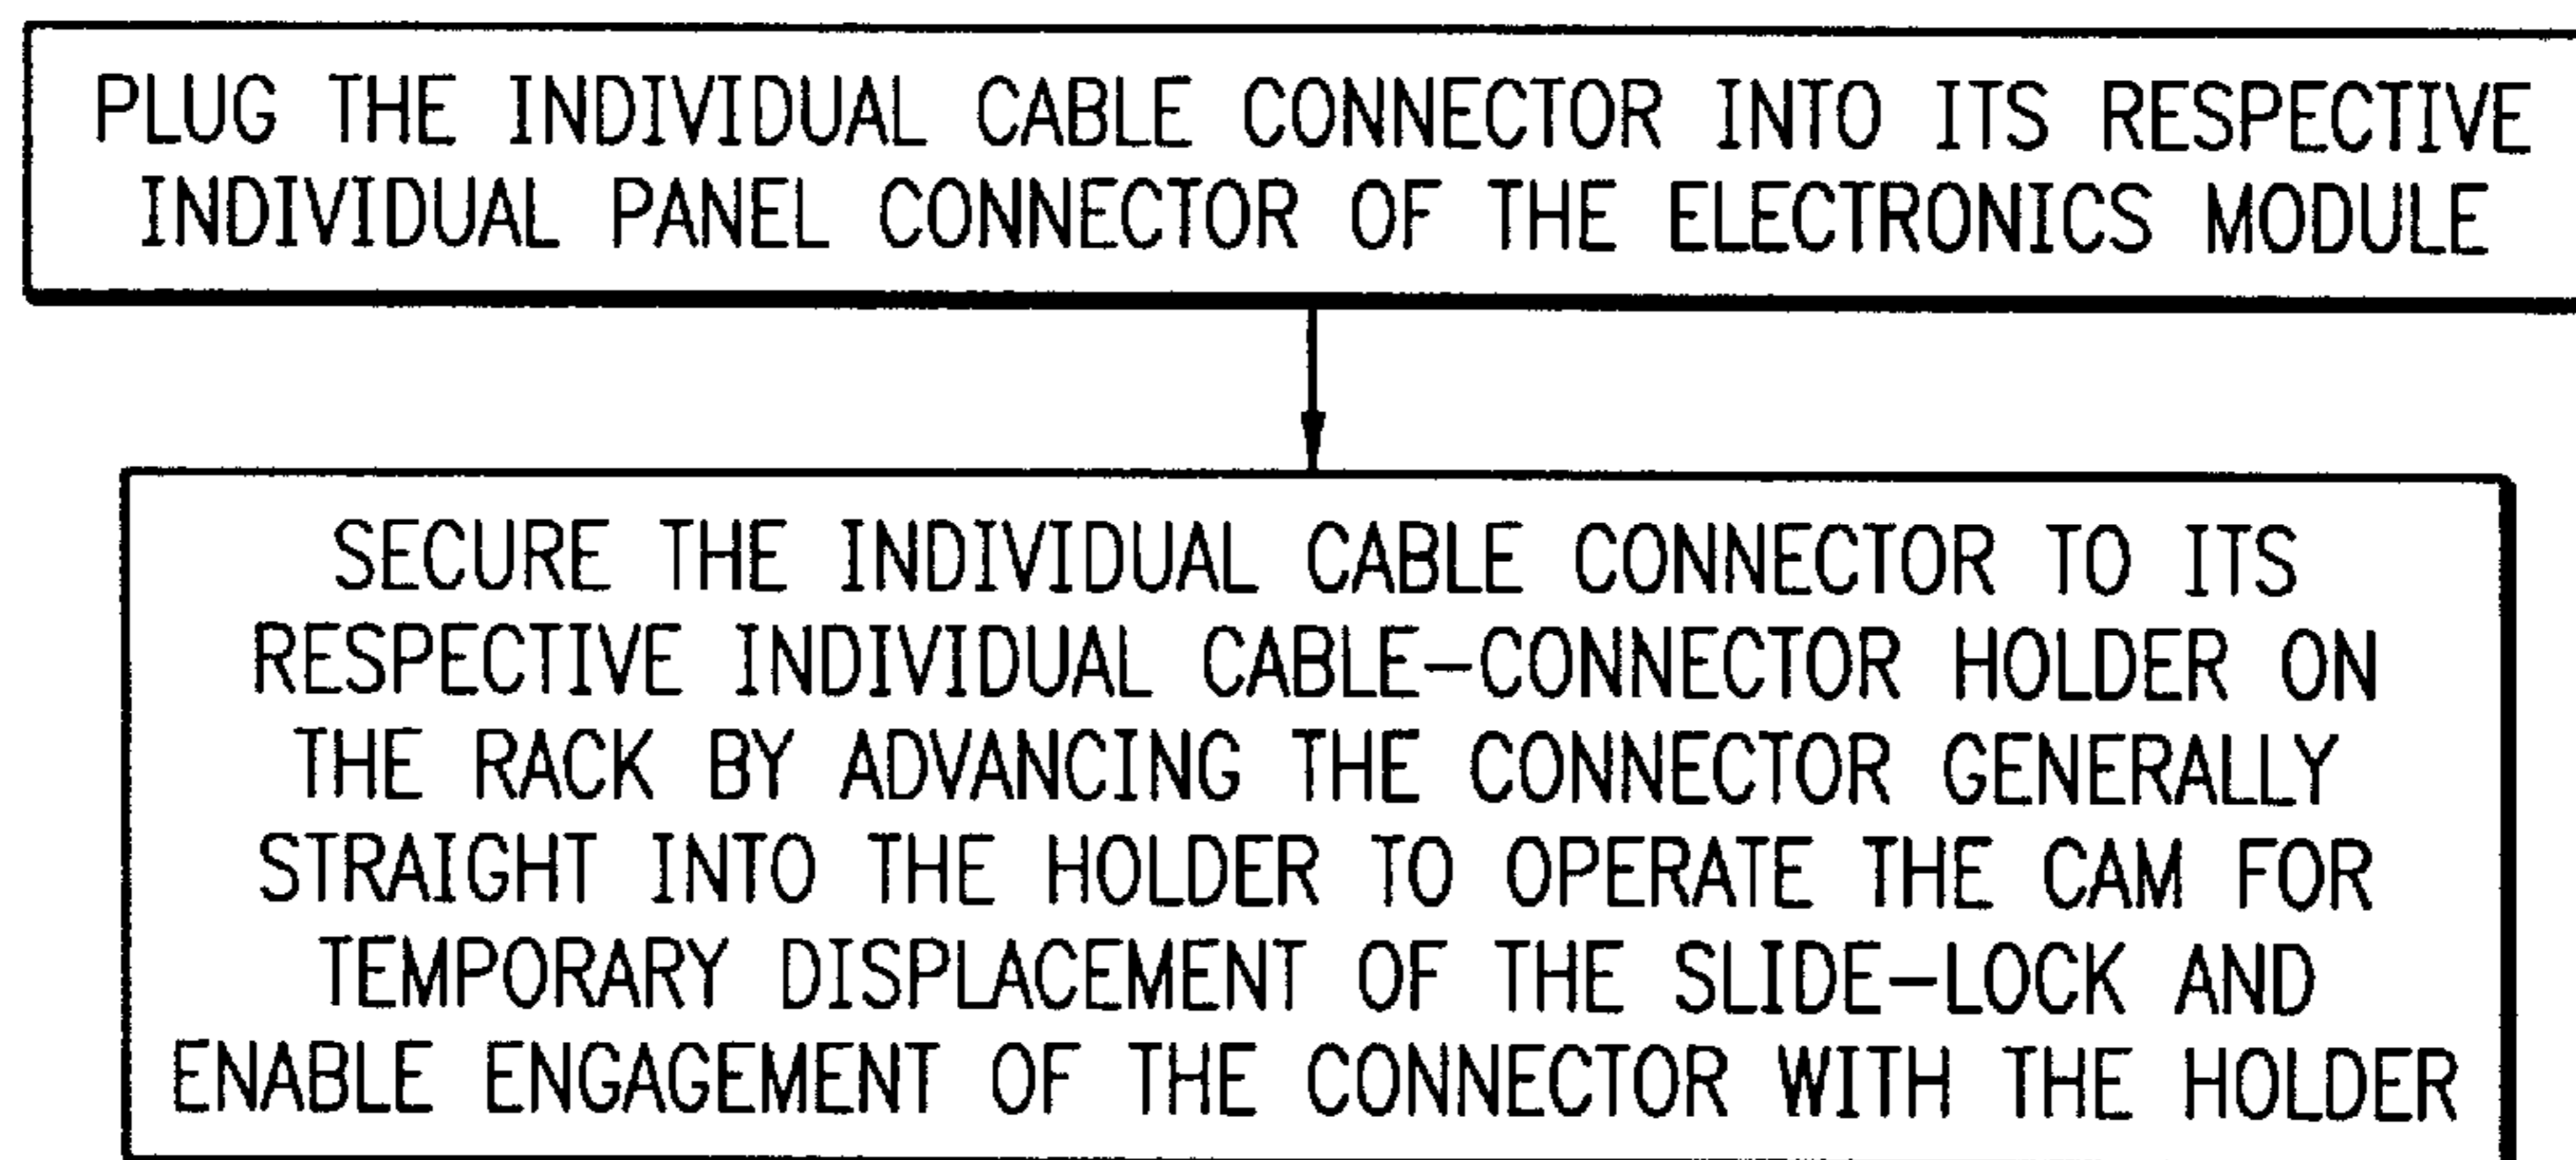 PLUG THE INDIVIDUAL CABLE CONNECTOR INTO ITS RESPECTIVE
INDIVIDUAL PANEL CONNECTOR OF THE ELECTRONICS MODULE
SECURE THE INDIVIDUAL CABLE CONNECTOR TO ITS
RESPECTIVE INDIVIDUAL CABLE-CONNECTOR HOLDER ON
THE RACK BY ADVANCING THE CONNECTOR GENERALLY
STRAIGHT INTO THE HOLDER TO OPERATE THE CAM FOR
TEMPORARY DISPLACEMENT OF THE SLIDE-LOCK AND
ENABLE ENGAGEMENT OF THE CONNECTOR WITH THE HOLDER